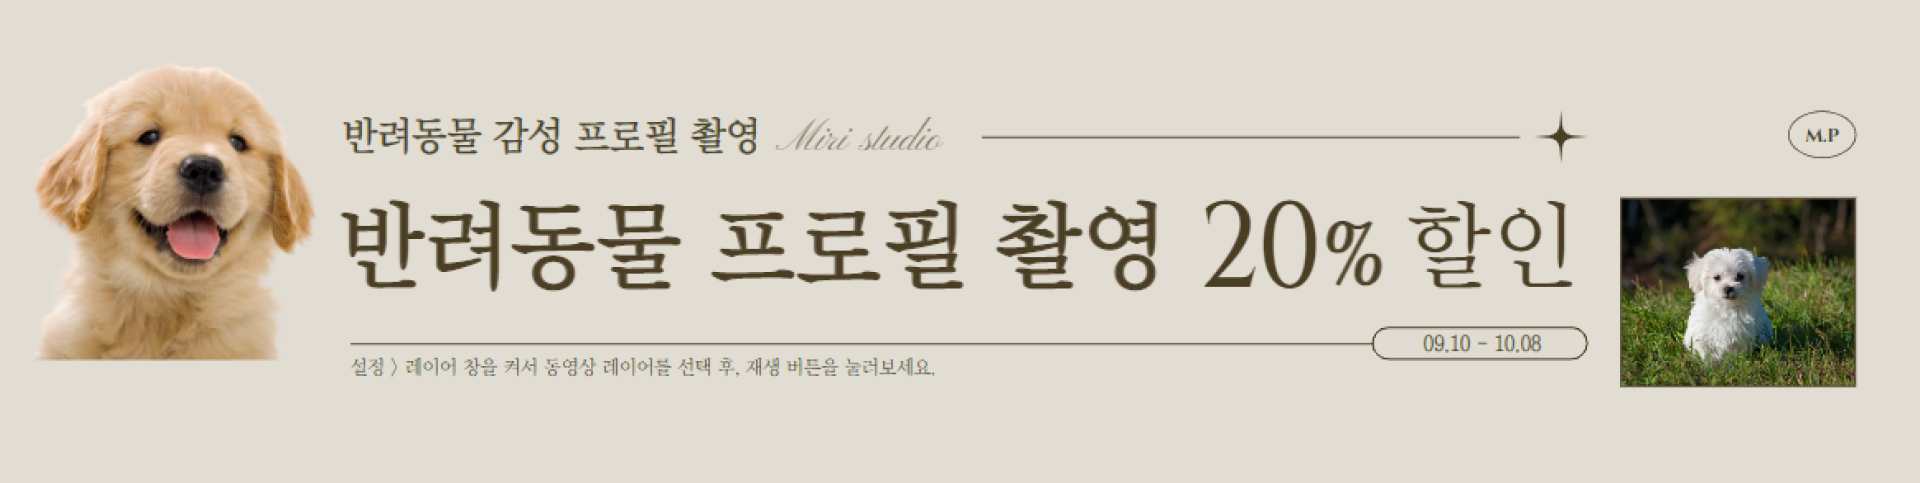 반려동물 감성 프로필 촬영 Miri studio
M.P
반려동물 프로필 촬영 20% 할인
09.10 - 10.08
설정 〉 레이어 창을 켜서 동영상 레이어를 선택 후, 재생 버튼을 눌러보세요.